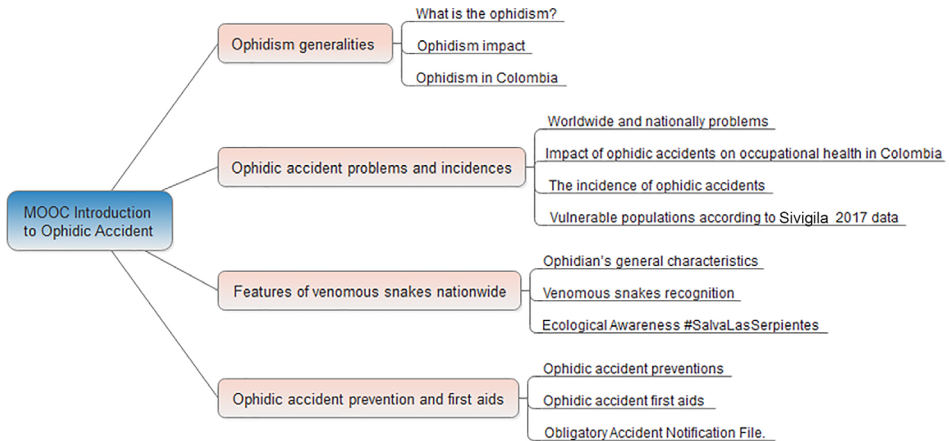 MOOC Introduction
to Ophidic Accident
Ophidism generalities
What is the ophidism?
Ophidism impact
Ophidism in Colombia
Ophidic accident problems and incidences
Worldwide and nationally problems
Impact of ophidic accidents on occupational health in Colombia
The incidence of ophidic accidents
Vulnerable populations according to Sivigila 2017 data
Features of venomous snakes nationwide
Ophidian's general characteristics
Venomous snakes recognition
Ecological Awareness #SalvaLasSerpientes
Ophidic accident prevention and first aids
Ophidic accident preventions
Ophidic accident first aids
Obligatory Accident Notification File.